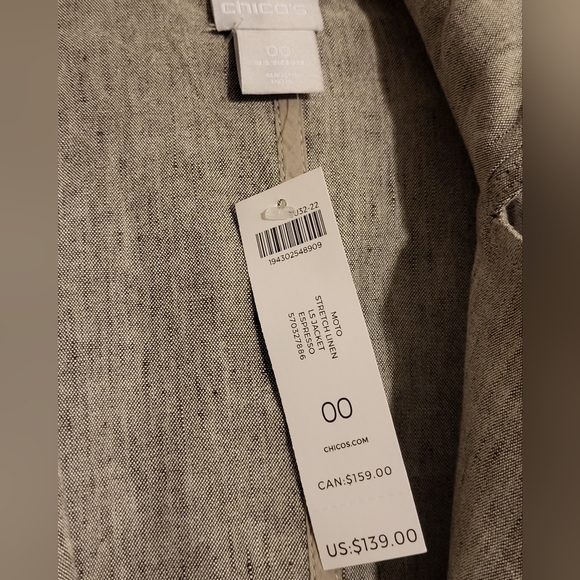 chico's
00
U32-22
194302548909
MOTO
STRETCH LINEN
LS JACKET
ESPRESSO
570327886
00
CHICOS.COM
CAN:$159.00
US:$139.00